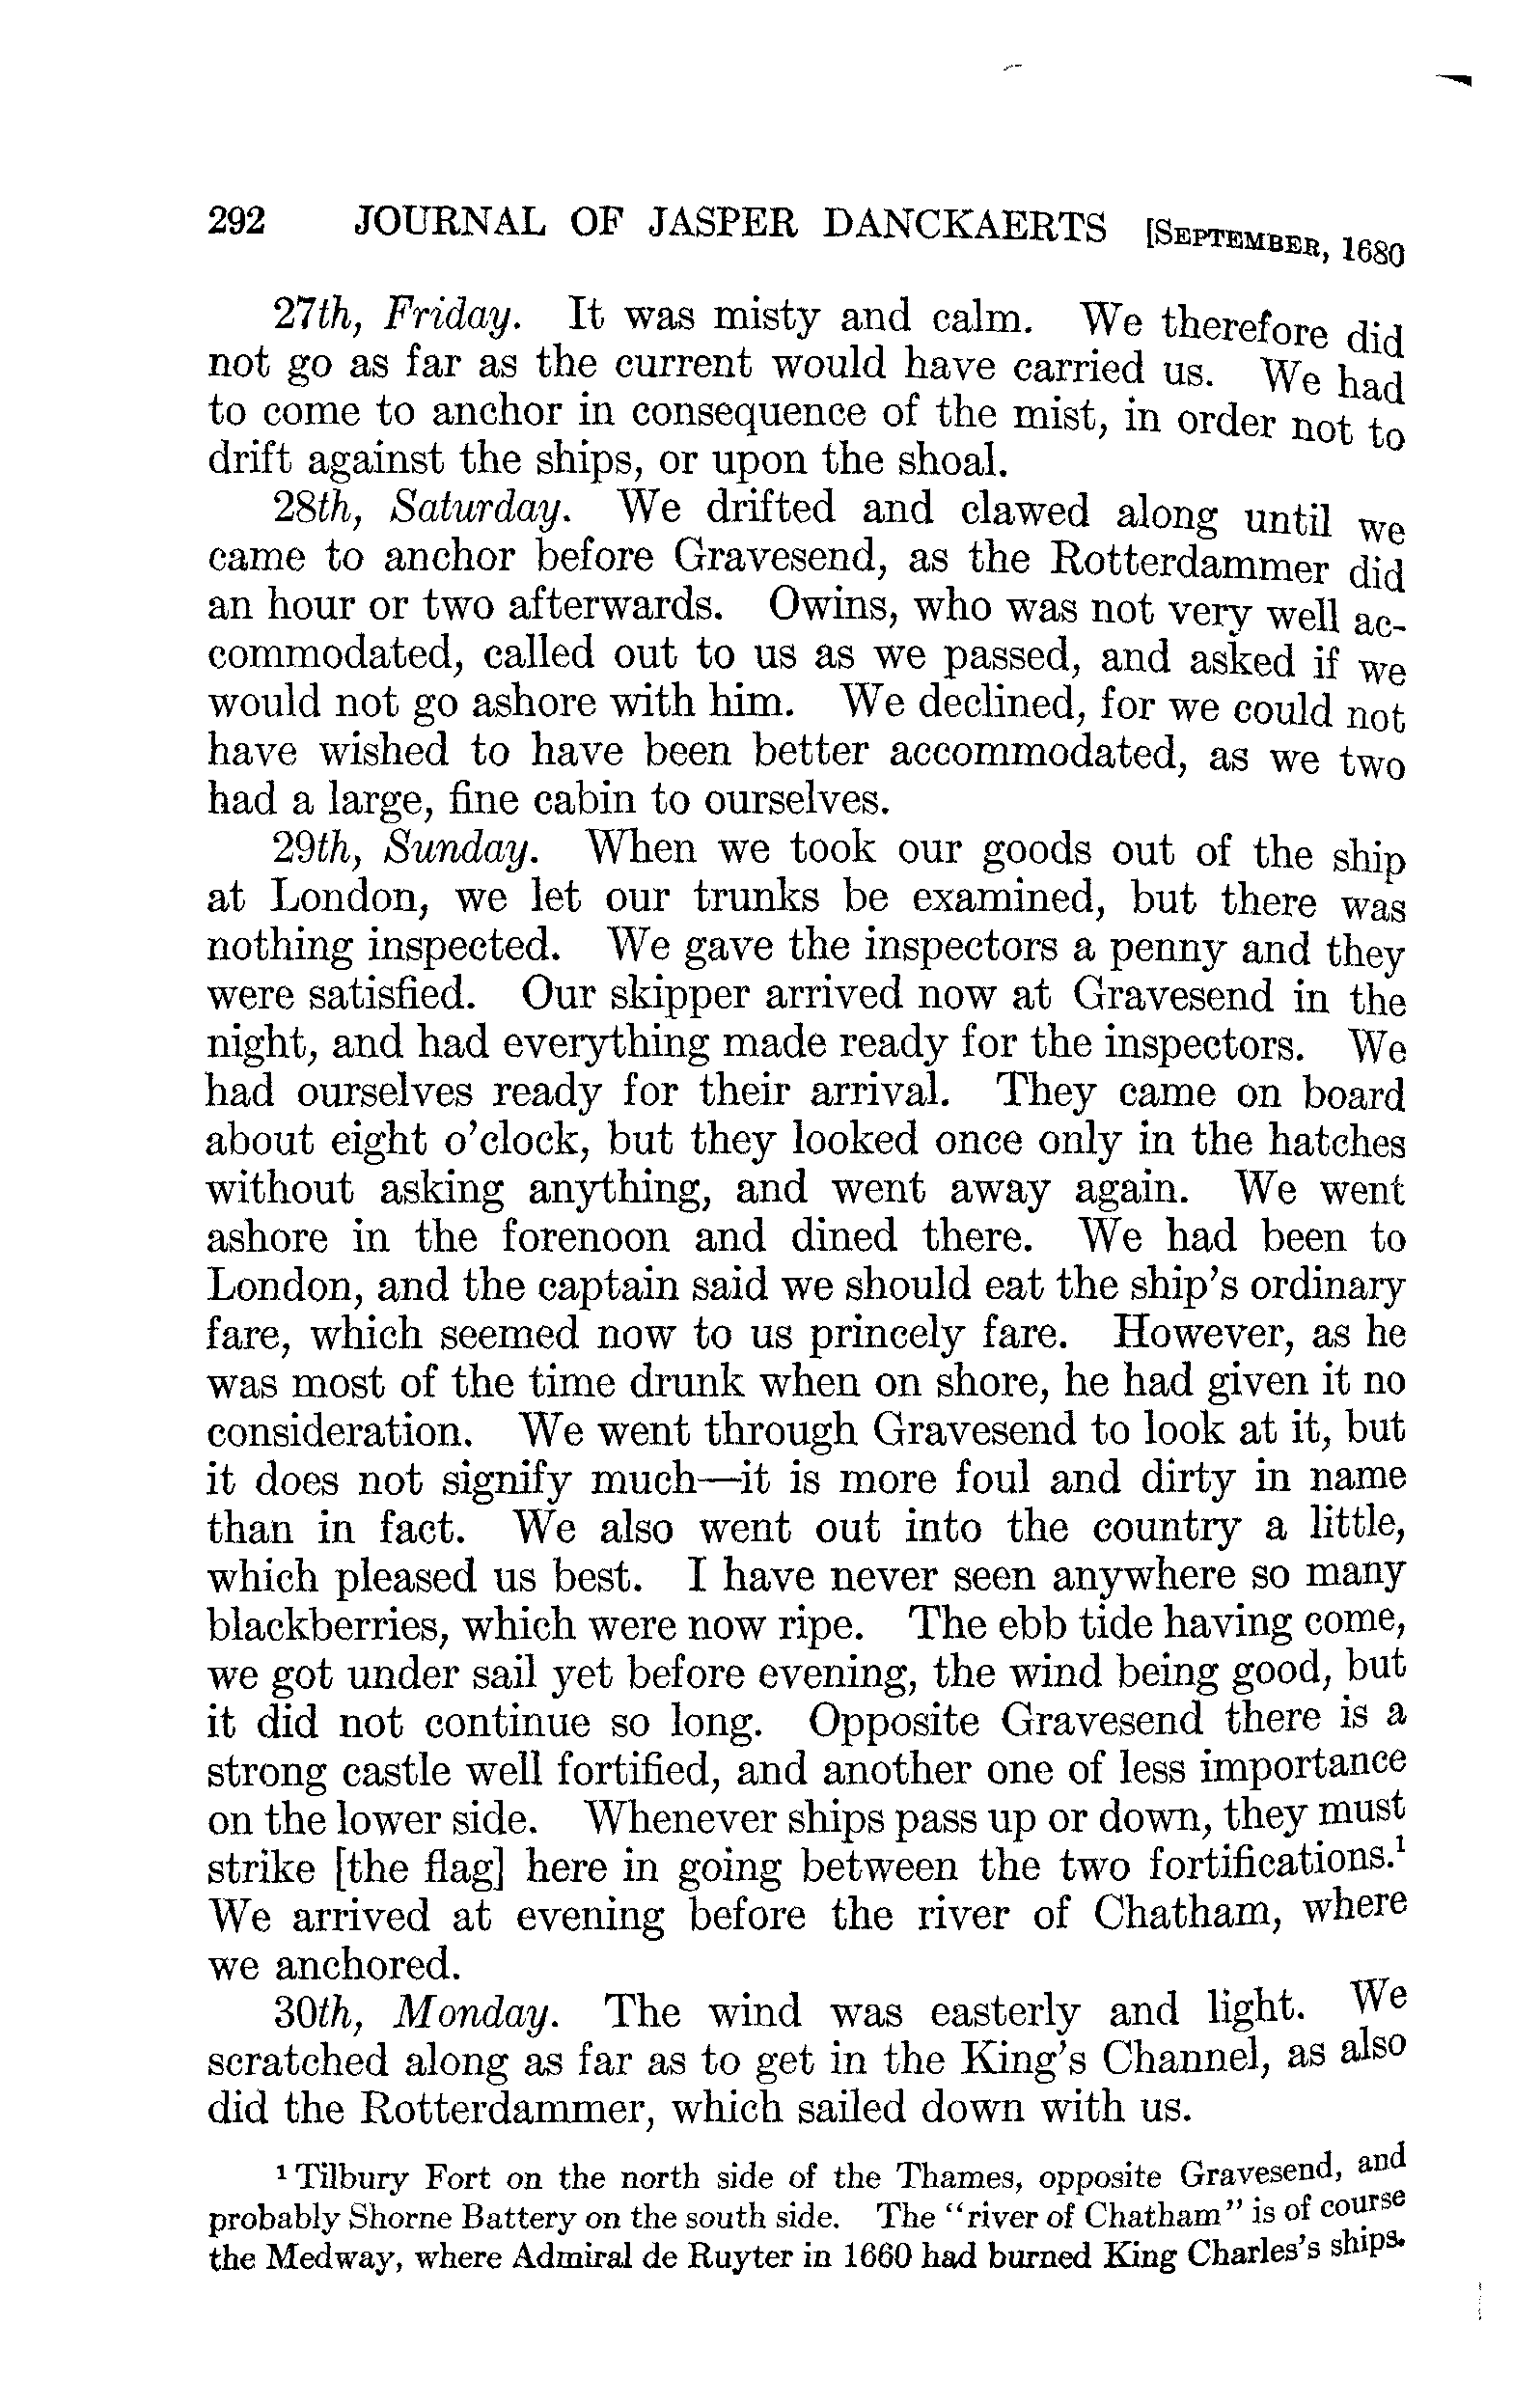 292 JOURNAL OF JASPER DANCKAERTS [SEPTEMBER, 1680
27th, Friday. It was misty and calm. We therefore did
not go as far as the current would have carried us. We had
to come to anchor in consequence of the mist, in order not to
drift against the ships, or upon the shoal.
28th, Saturday. We drifted and clawed along until we
came to anchor before Gravesend, as the Rotterdammer did
an hour or two afterwards. Owins, who was not very well ac-
commodated, called out to us as we passed, and asked if we
would not go ashore with him. We declined, for we could not
have wished to have been better accommodated, as we two
had a large, fine cabin to ourselves.
29th, Sunday. When we took our goods out of the ship
at London, we let our trunks be examined, but there was
nothing inspected. We gave the inspectors a penny and they
were satisfied. Our skipper arrived now at Gravesend in the
night, and had everything made ready for the inspectors. We
had ourselves ready for their arrival. They came on board
about eight o'clock, but they looked once only in the hatches
without asking anything, and went away again. We went
ashore in the forenoon and dined there. We had been to
London, and the captain said we should eat the ship's ordinary
fare, which seemed now to us princely fare. However, as he
was most of the time drunk when on shore, he had given it no
consideration. We went through Gravesend to look at it, but
it does not signify much—it is more foul and dirty in name
than in fact. We also went out into the country a little,
which pleased us best. I have never seen anywhere so many
blackberries, which were now ripe. The ebb tide having come,
we got under sail yet before evening, the wind being good, but
it did not continue so long. Opposite Gravesend there is a
strong castle well fortified, and another one of less importance
on the lower side. Whenever ships pass up or down, they must
strike [the flag] here in going between the two fortifications.¹
We arrived at evening before the river of Chatham, where
we anchored.
30th, Monday. The wind was easterly and light. We
scratched along as far as to get in the King's Channel, as also
did the Rotterdammer, which sailed down with us.
¹ Tilbury Fort on the north side of the Thames, opposite Gravesend, and
probably Shorne Battery on the south side. The "river of Chatham" is of course
the Medway, where Admiral de Ruyter in 1660 had burned King Charles's ships.